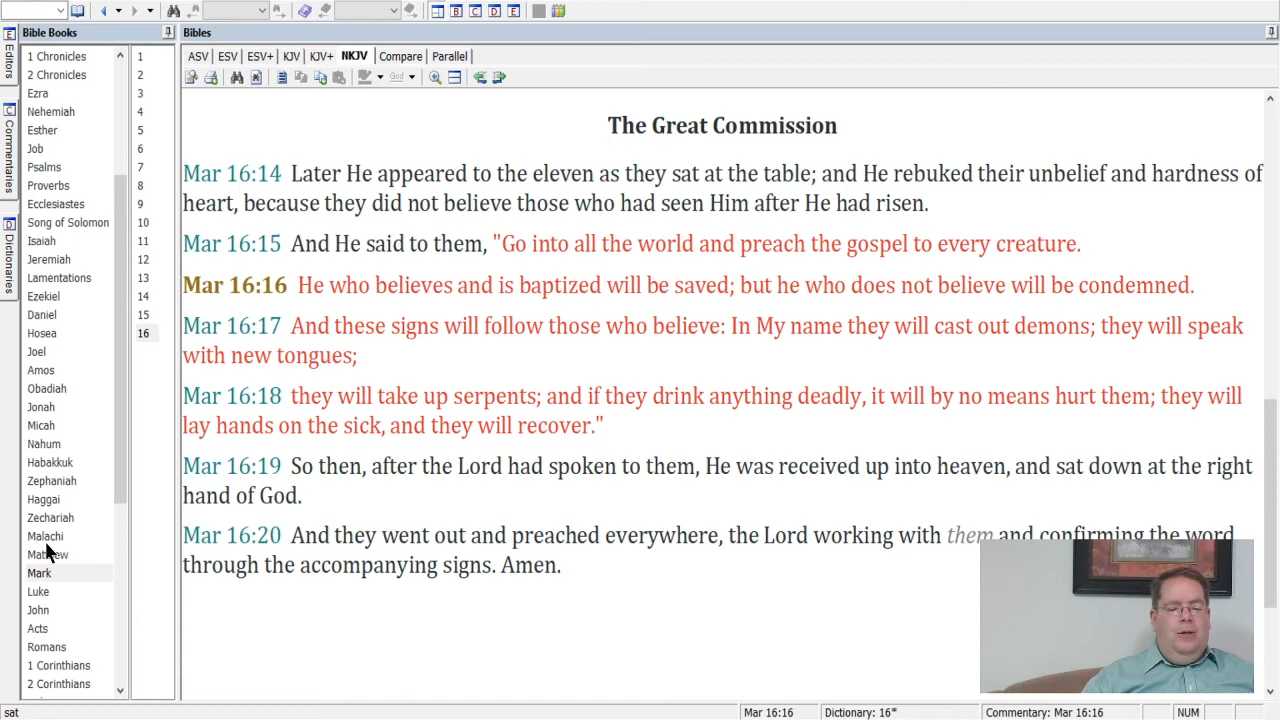 Bible Books
Bibles
Editors
Commentaries
Dictionaries
1 Chronicles
2 Chronicles
Ezra
Nehemiah
Esther
Job
Psalms
Proverbs
Ecclesiastes
Song of Solomon
Isaiah
Jeremiah
Lamentations
Ezekiel
Daniel
Hosea
Joel
Amos
Obadiah
Jonah
Micah
Nahum
Habakkuk
Zephaniah
Haggai
Zechariah
Malachi
Matthew
Mark
Luke
John
Acts
Romans
1 Corinthians
2 Corinthians
1
2
3
4
5
6
7
8
9
10
11
12
13
14
15
16
ASV ESV ESV+ KJV KJV+ NKJV Compare Parallel
God
The Great Commission
Mar 16:14 Later He appeared to the eleven as they sat at the table; and He rebuked their unbelief and hardness of
heart, because they did not believe those who had seen Him after He had risen.
Mar 16:15 And He said to them, "Go into all the world and preach the gospel to every creature.
Mar 16:16 He who believes and is baptized will be saved; but he who does not believe will be condemned.
Mar 16:17 And these signs will follow those who believe: In My name they will cast out demons; they will speak
with new tongues;
Mar 16:18 they will take up serpents; and if they drink anything deadly, it will by no means hurt them; they will
lay hands on the sick, and they will recover."
Mar 16:19 So then, after the Lord had spoken to them, He was received up into heaven, and sat down at the right
hand of God.
Mar 16:20 And they went out and preached everywhere, the Lord working with them and confirming the word
through the accompanying signs. Amen.
sat
Mar 16:16
Dictionary: 16*
Commentary: Mar 16:16
NUM